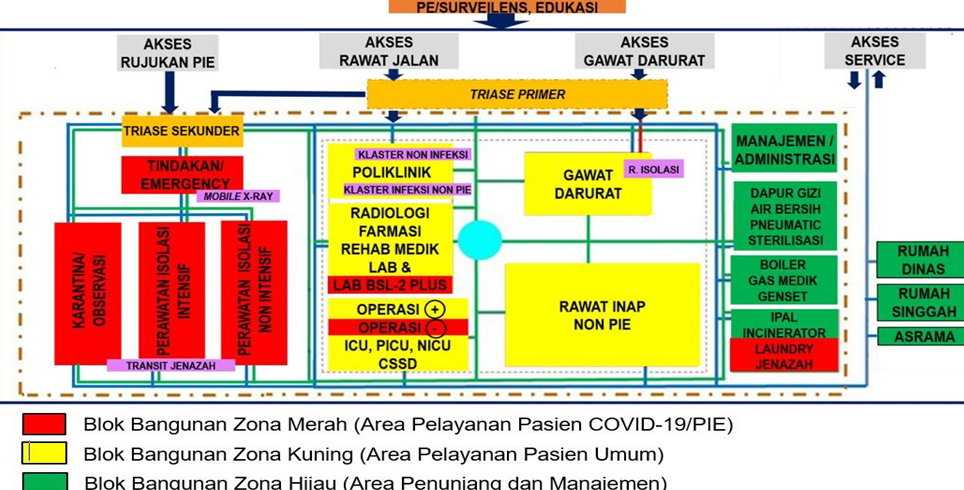 PE/SURVEILENS, EDUKASI
AKSES
RUJUKAN PIE
AKSES
RAWAT JALAN
AKSES
GAWAT DARURAT
AKSES
SERVICE
TRIASE PRIMER
TRIASE SEKUNDER
TINDAKAN/
EMERGENCY
MOBILE X-RAY
KARANTINA/
OBSERVASI
PERAWATAN ISOLASI
INTENSIF
PERAWATAN ISOLASI
NON INTENSIF
TRANSIT JENAZAH
KLASTER NON INFEKSI
POLIKLINIK
KLASTER INFEKSI NON PIE
RADIOLOGI
FARMASI
REHAB MEDIK
LAB &
LAB BSL-2 PLUS
OPERASI +
OPERASI -
ICU, PICU, NICU
CSSD
GAWAT
DARURAT
R. ISOLASI
RAWAT INAP
NON PIE
MANAJEMEN /
ADMINISTRASI
DAPUR GIZI
AIR BERSIH
PNEUMATIC
STERILISASI
BOILER
GAS MEDIK
GENSET
IPAL
INCINERATOR
LAUNDRY
JENAZAH
RUMAH
DINAS
RUMAH
SINGGAH
ASRAMA
Blok Bangunan Zona Merah (Area Pelayanan Pasien COVID-19/PIE)
Blok Bangunan Zona Kuning (Area Pelayanan Pasien Umum)
Blok Bangunan Zona Hijau (Area Penunjang dan Manajemen)